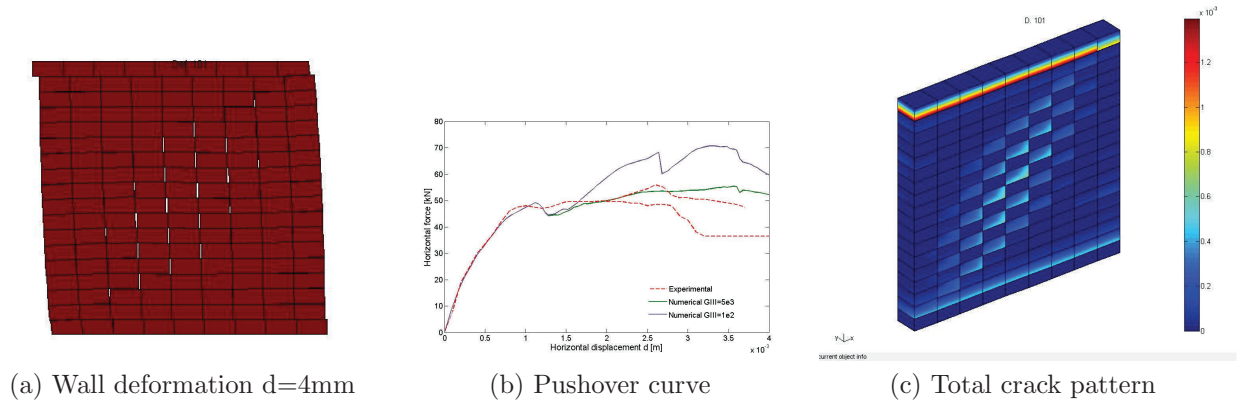 Def. 101
80
70
60
50
40
30
20
10
0
Horizontal force [kN]
Experimental
Numerical GIII=5e3
Numerical GIII=1e2
0 0.5 1 1.5 2 2.5 3 3.5 4
Horizontal displacement d [m]
x 10⁻³
D. 101
x 10⁻³
1.2
1
0.8
0.6
0.4
0.2
0
Y Z X
current object info
(a) Wall deformation d=4mm
(b) Pushover curve
(c) Total crack pattern